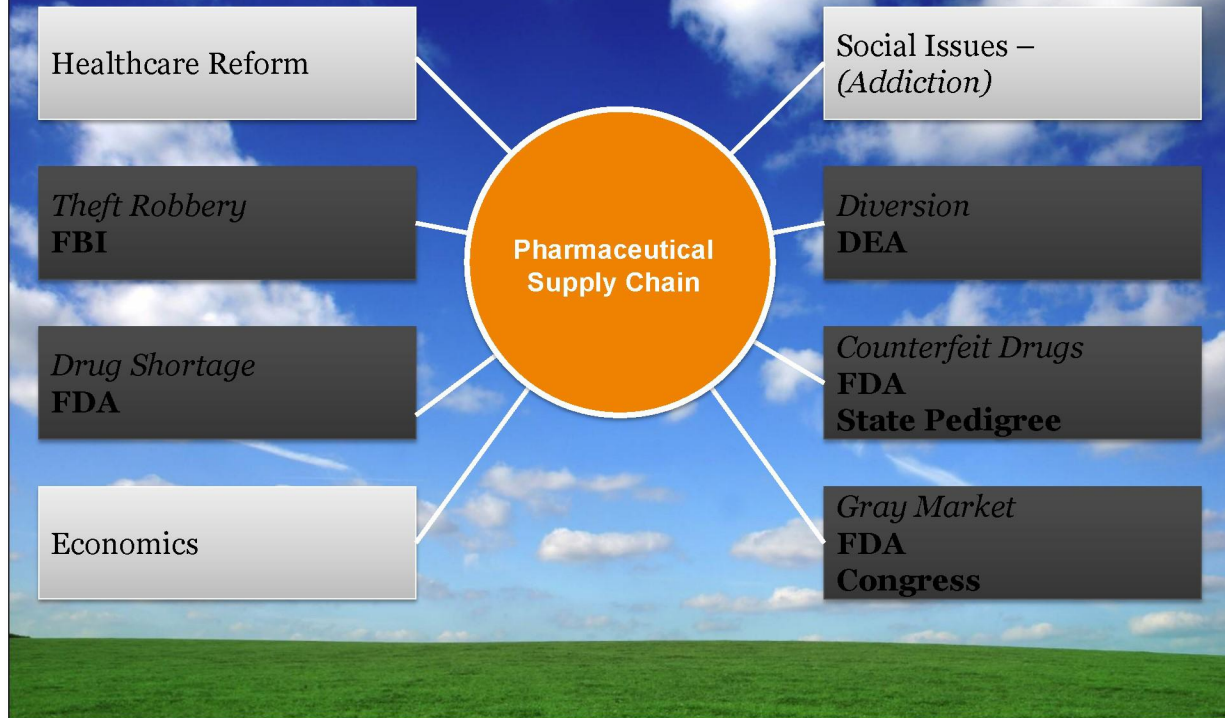 Healthcare Reform
Theft Robbery
FBI
Drug Shortage
FDA
Economics
Pharmaceutical
Supply Chain
Social Issues –
(Addiction)
Diversion
DEA
Counterfeit Drugs
FDA
State Pedigree
Gray Market
FDA
Congress